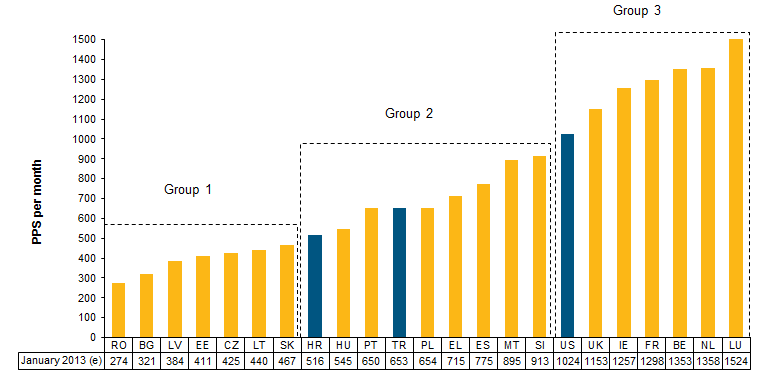 Group 3
1500
1400
1300
1200
1100
1000
900
800
700
600
500
400
300
200
100
0
PPS per month
Group 2
Group 1
RO BG LV EE CZ LT SK HR HU PT TR PL EL ES MT SI US UK IE FR BE NL LU
January 2013 (e) 274 321 384 411 425 440 467 516 545 650 653 654 715 775 895 913 1024 1153 1257 1298 1353 1358 1524